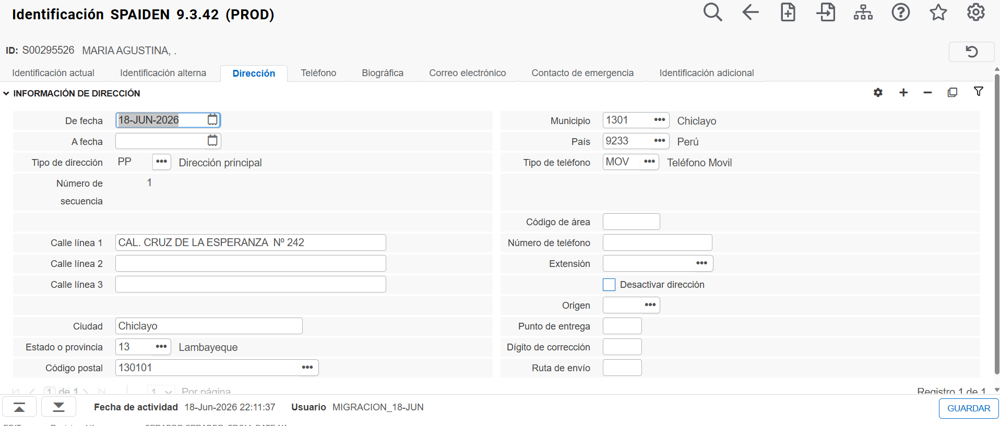 Identificación SPAIDEN 9.3.42 (PROD)
ID: S00295526 MARIA AGUSTINA, .
Identificación actual Identificación alterna Dirección Teléfono Biográfica Correo electrónico Contacto de emergencia Identificación adicional
INFORMACIÓN DE DIRECCIÓN
De fecha 18-JUN-2026
A fecha
Tipo de dirección PP ••• Dirección principal
Número de
secuencia
1
Calle línea 1 CAL. CRUZ DE LA ESPERANZA Nº 242
Calle línea 2
Calle línea 3
Ciudad Chiclayo
Estado o provincia 13 ••• Lambayeque
Código postal 130101 •••
Municipio 1301 ••• Chiclayo
País 9233 ••• Perú
Tipo de teléfono MOV ••• Teléfono Movil
Código de área
Número de teléfono
Extensión •••
Desactivar dirección
Origen •••
Punto de entrega
Dígito de corrección
Ruta de envío
1 de 1 1 Por página Registro 1 de 1
Fecha de actividad 18-Jun-2026 22:11:37 Usuario MIGRACION_18-JUN
GUARDAR